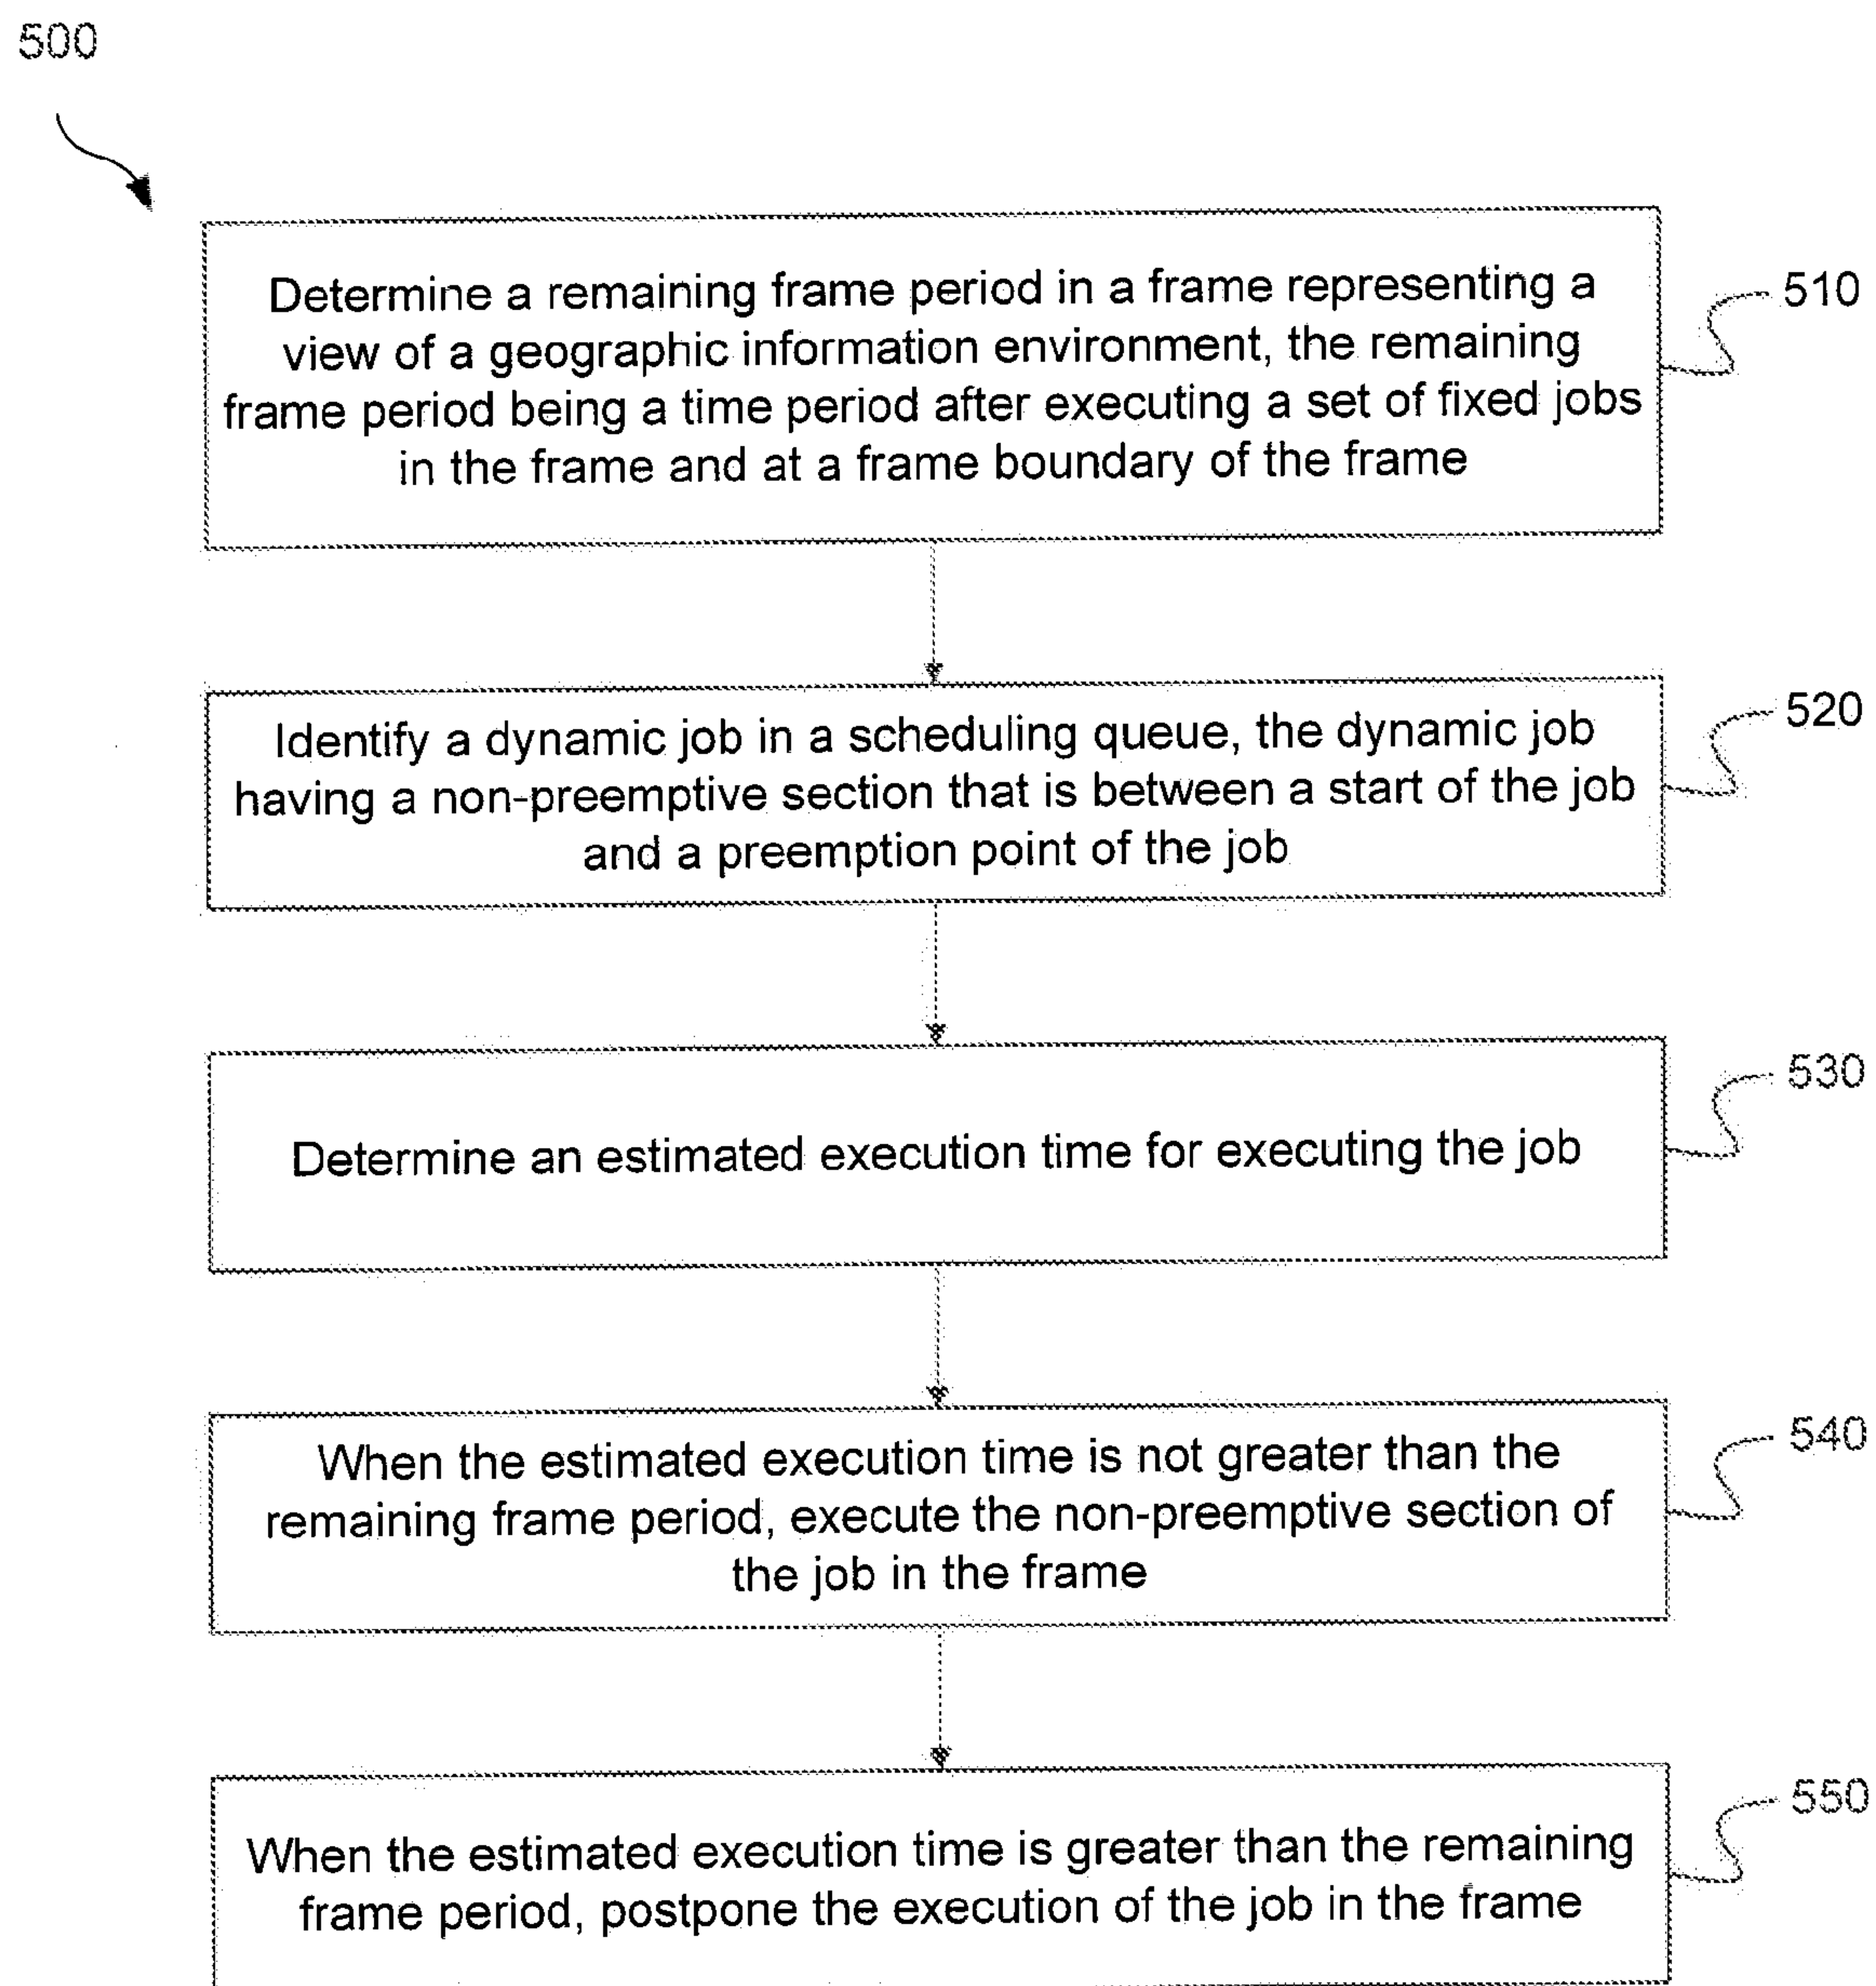 500
Determine a remaining frame period in a frame representing a
view of a geographic information environment, the remaining
frame period being a time period after executing a set of fixed jobs
in the frame and at a frame boundary of the frame
510
Identify a dynamic job in a scheduling queue, the dynamic job
having a non-preemptive section that is between a start of the job
and a preemption point of the job
520
Determine an estimated execution time for executing the job
530
When the estimated execution time is not greater than the
remaining frame period, execute the non-preemptive section of
the job in the frame
540
When the estimated execution time is greater than the remaining
frame period, postpone the execution of the job in the frame
550